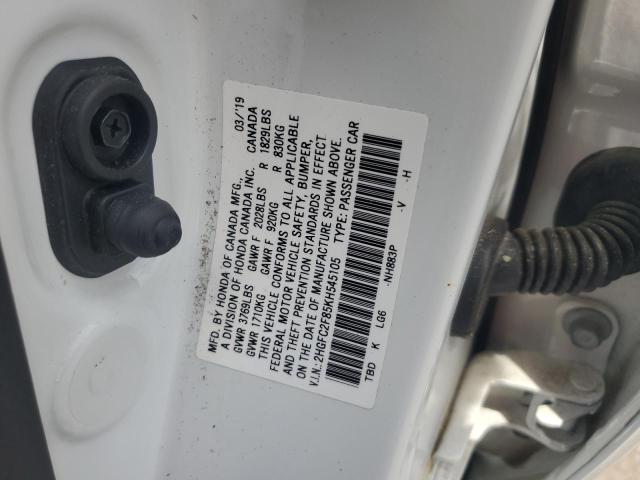 MFD. BY HONDA OF CANADA MFG. 03/'19
A DIVISION OF HONDA CANADA INC. CANADA
GVWR 3769LBS GAWR F 2028LBS R 1829LBS
GVWR 1710KG GAWR F 920KG R 830KG
THIS VEHICLE CONFORMS TO ALL APPLICABLE
FEDERAL MOTOR VEHICLE SAFETY, BUMPER,
AND THEFT PREVENTION STANDARDS IN EFFECT
ON THE DATE OF MANUFACTURE SHOWN ABOVE.
V.I.N.: 2HGFC2F85KH545105 TYPE: PASSENGER CAR
TBD K LG6 -NH883P -V -H